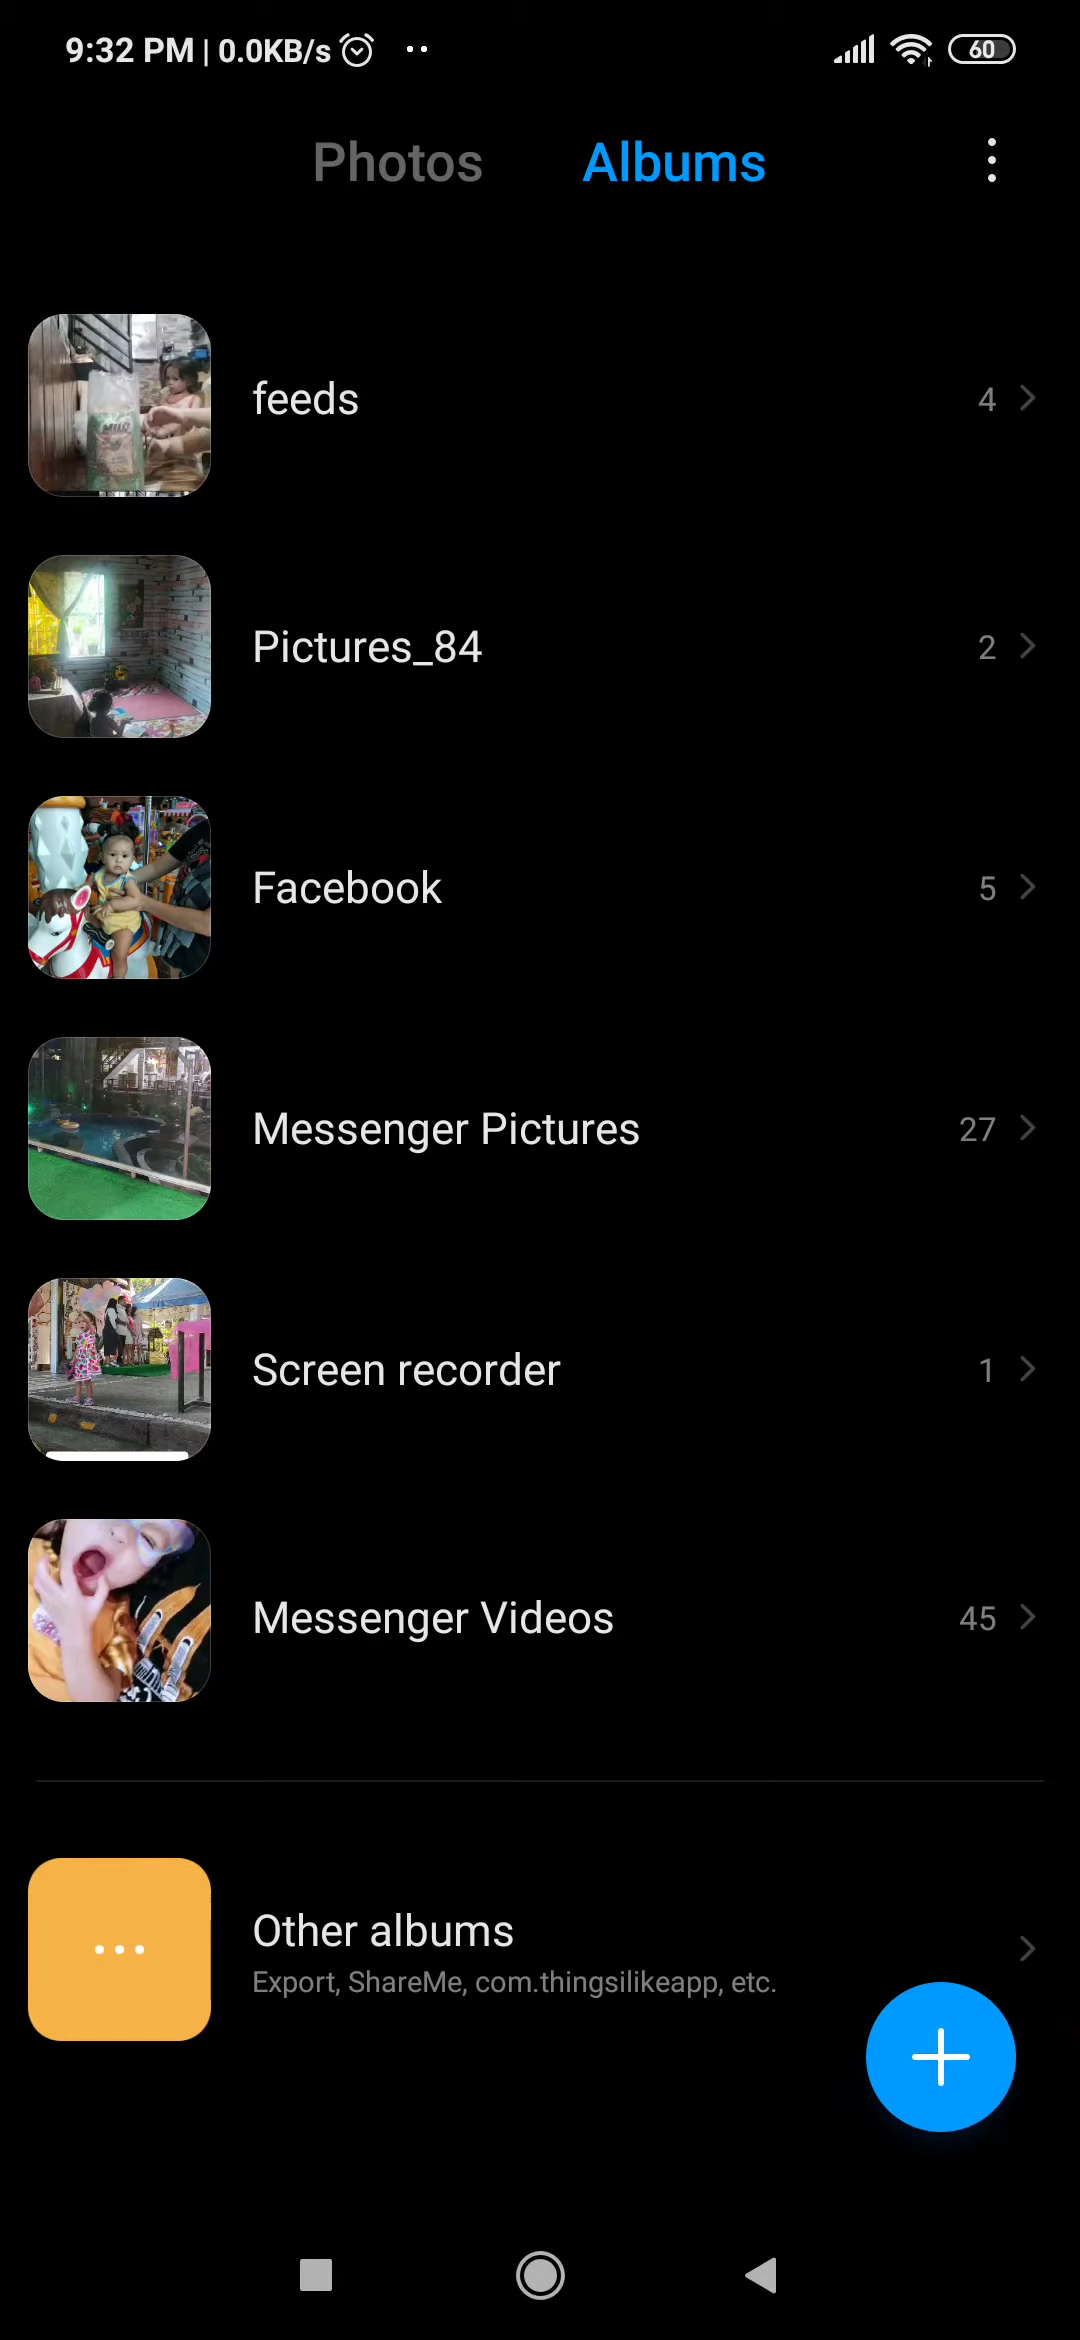 9:32 PM | 0.0KB/s
60
Photos Albums
feeds 4
Pictures_84 2
Facebook 5
Messenger Pictures 27
Screen recorder 1
Messenger Videos 45
Other albums
Export, ShareMe, com.thingsilikeapp, etc.